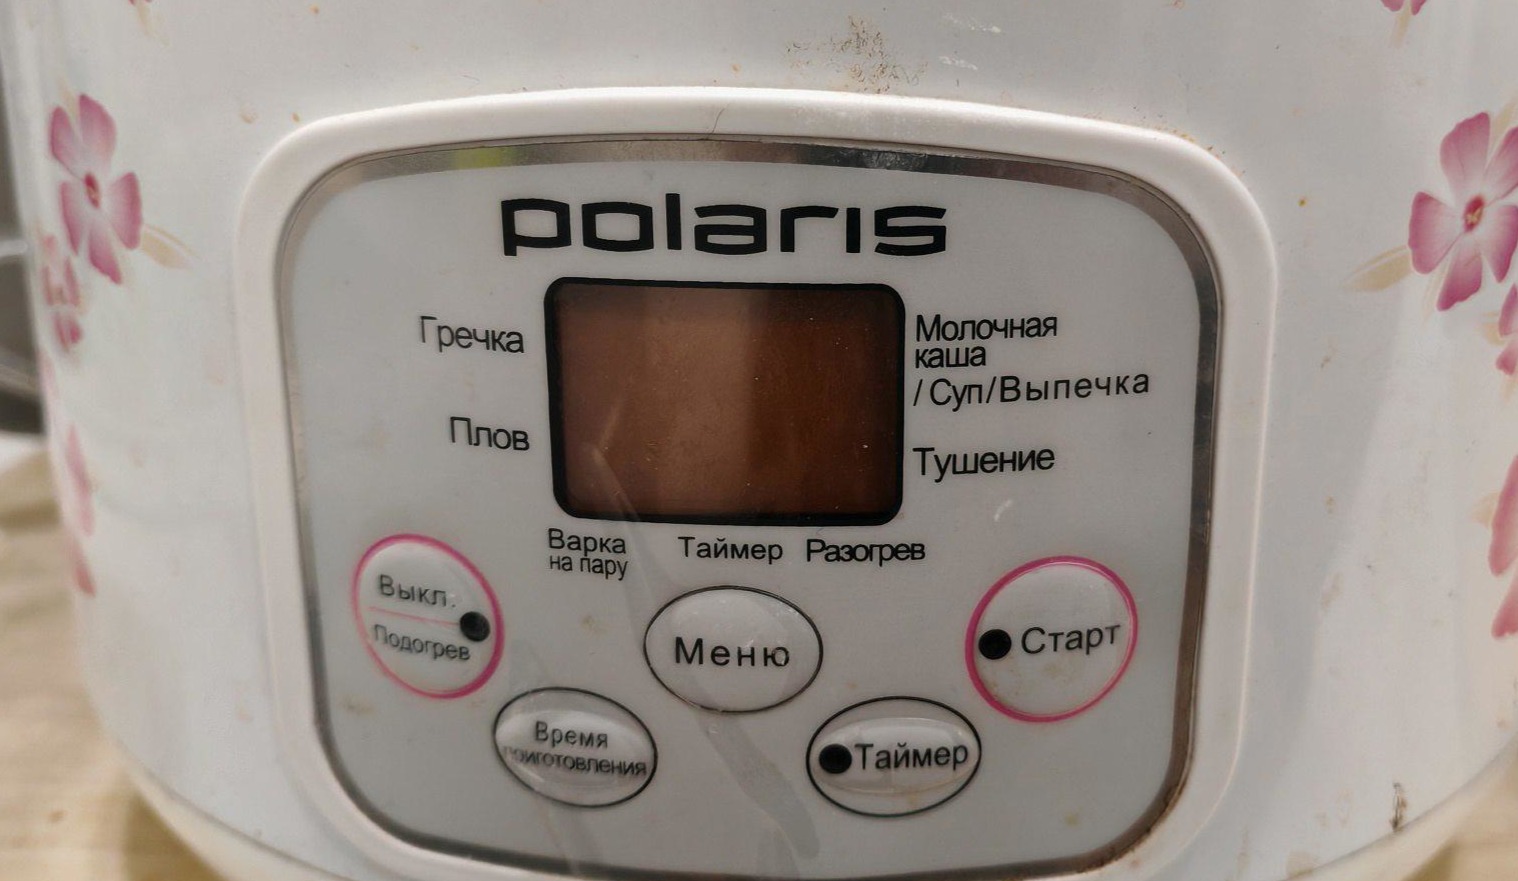 polaris
Гречка
Молочная
каша
/Суп/Выпечка
Плов
Тушение
Варка
на пару
Таймер
Разогрев
Выкл.
Подогрев
Меню
Старт
Время
приготовления
Таймер